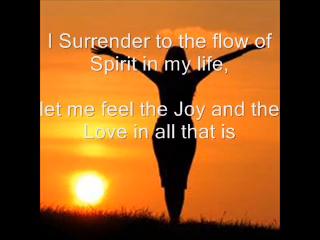 I Surrender to the flow of
Spirit in my life,
let me feel the Joy and the
Love in all that is